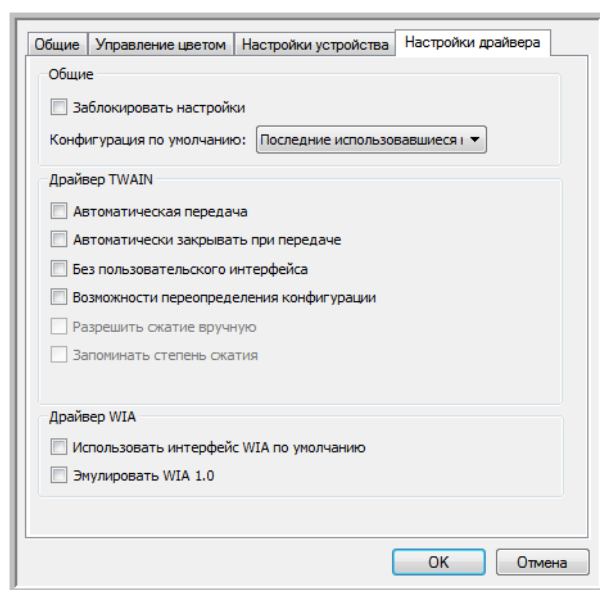 Общие Управление цветом Настройки устройства Настройки драйвера
Общие
Заблокировать настройки
Конфигурация по умолчанию: Последние использовавшиеся
Драйвер TWAIN
Автоматическая передача
Автоматически закрывать при передаче
Без пользовательского интерфейса
Возможности переопределения конфигурации
Разрешить сжатие вручную
Запоминать степень сжатия
Драйвер WIA
Использовать интерфейс WIA по умолчанию
Эмулировать WIA 1.0
OK Отмена